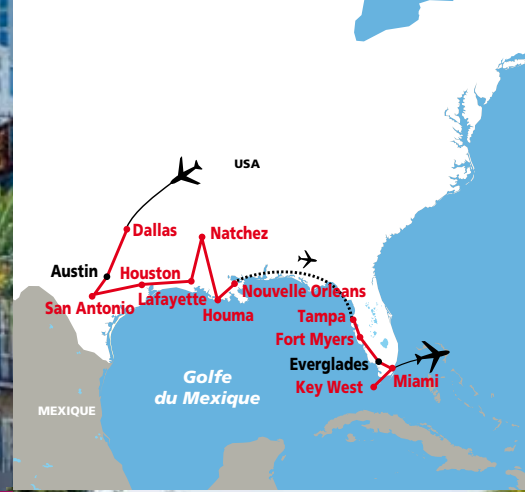 USA
Dallas
Natchez
Austin
Houston
Nouvelle Orleans
San Antonio
Lafayette
Houma
Tampa
Fort Myers
Everglades
Golfe
du Mexique
Key West
Miami
MEXIQUE